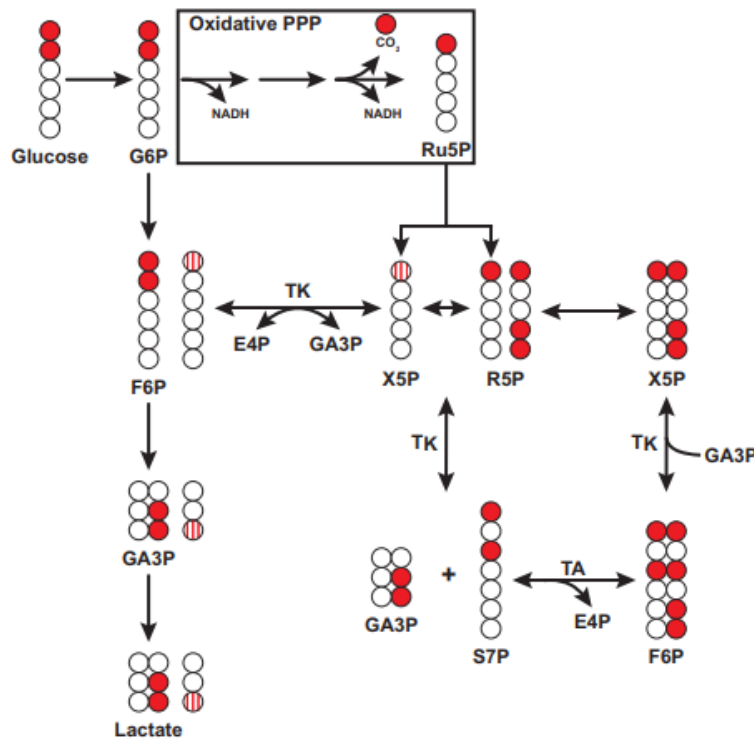 Oxidative PPP
CO2
NADH
NADH
Glucose
G6P
Ru5P
TK
E4P
GA3P
F6P
X5P
R5P
X5P
TK
TK
GA3P
GA3P
+
S7P
TA
E4P
F6P
GA3P
Lactate